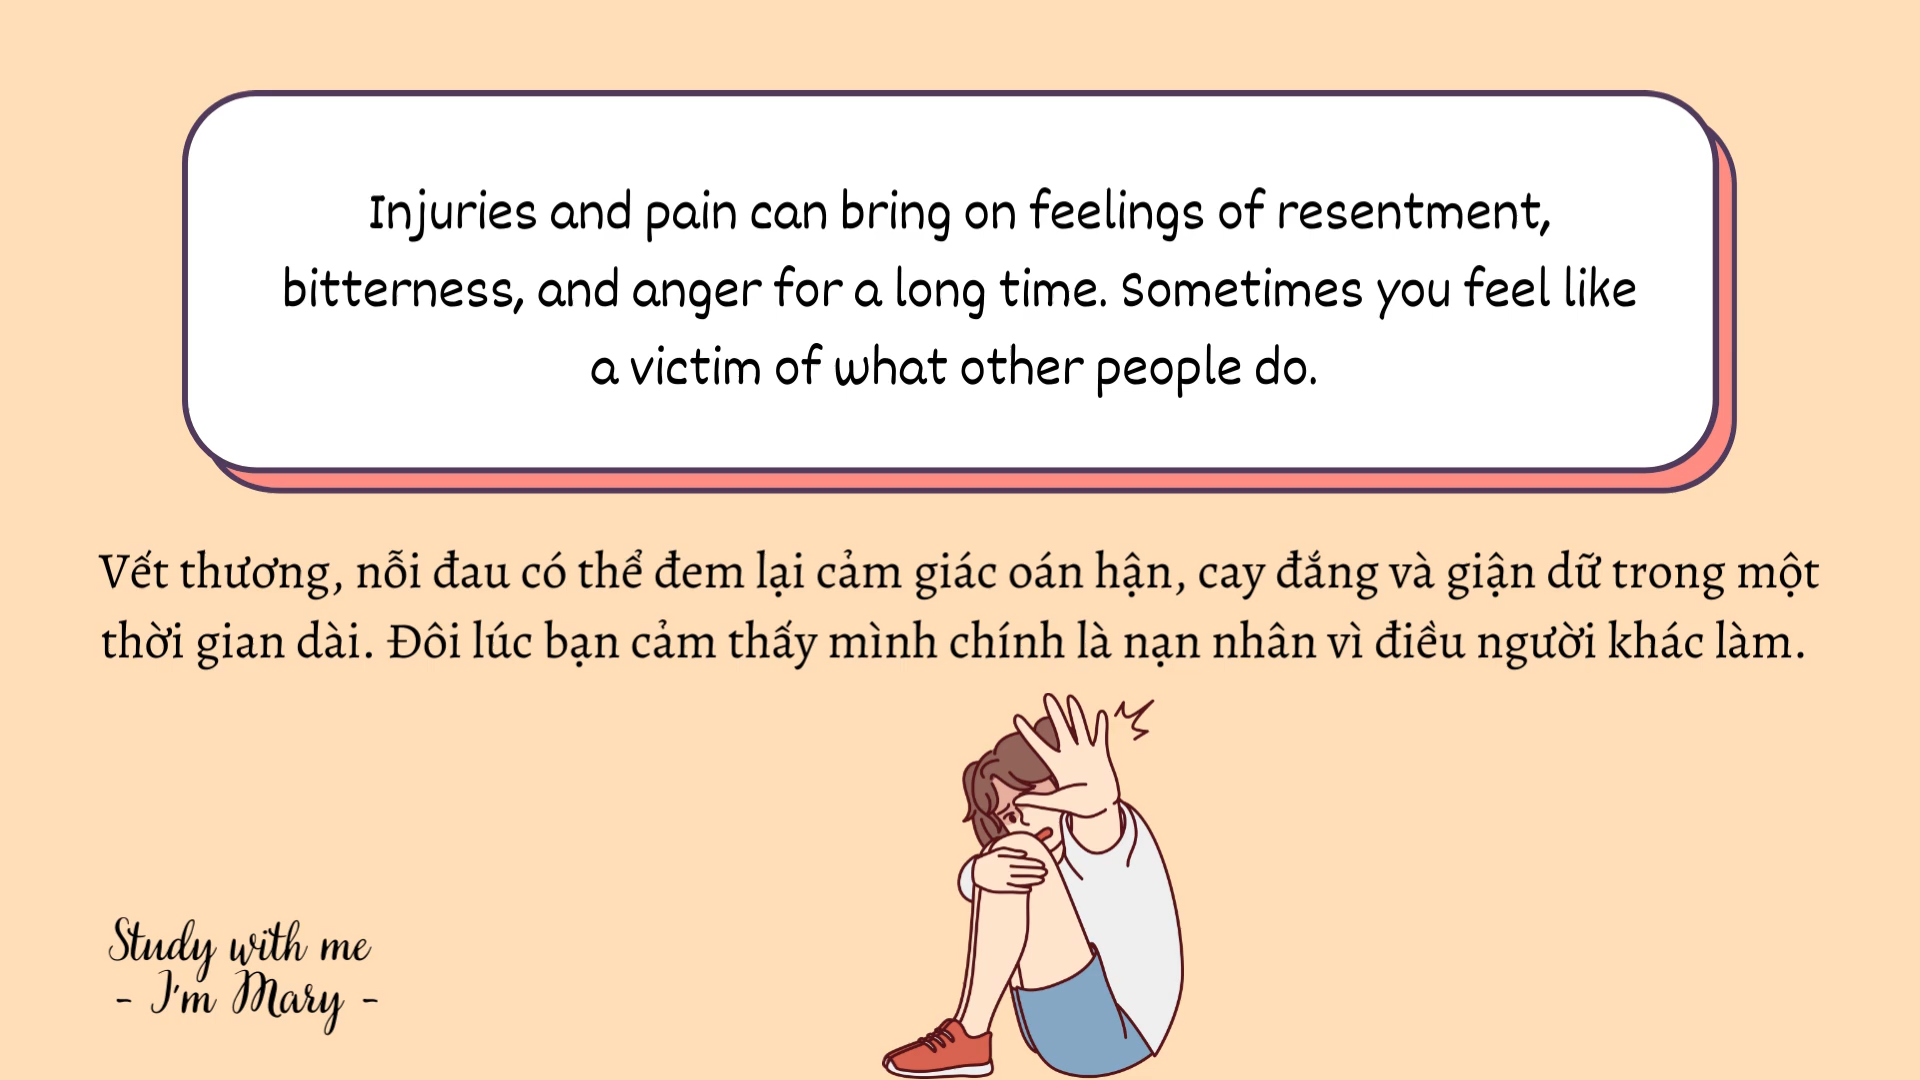 Injuries and pain can bring on feelings of resentment,
bitterness, and anger for a long time. Sometimes you feel like
a victim of what other people do.
Vết thương, nỗi đau có thể đem lại cảm giác oán hận, cay đắng và giận dữ trong một
thời gian dài. Đôi lúc bạn cảm thấy mình chính là nạn nhân vì điều người khác làm.
Study with me
- I'm Mary -